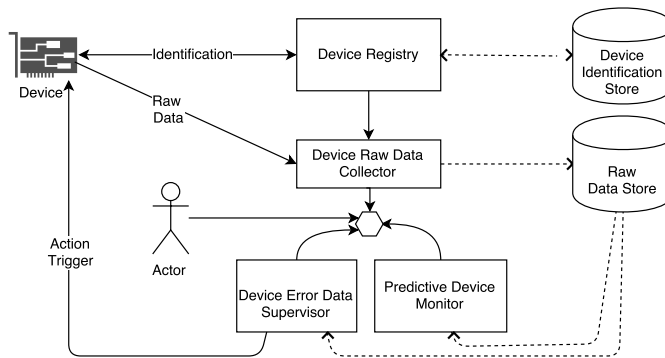 Device
Identification
Device Registry
Device
Identification
Store
Raw
Data
Device Raw Data
Collector
Raw
Data Store
Actor
Action
Trigger
Device Error Data
Supervisor
Predictive Device
Monitor